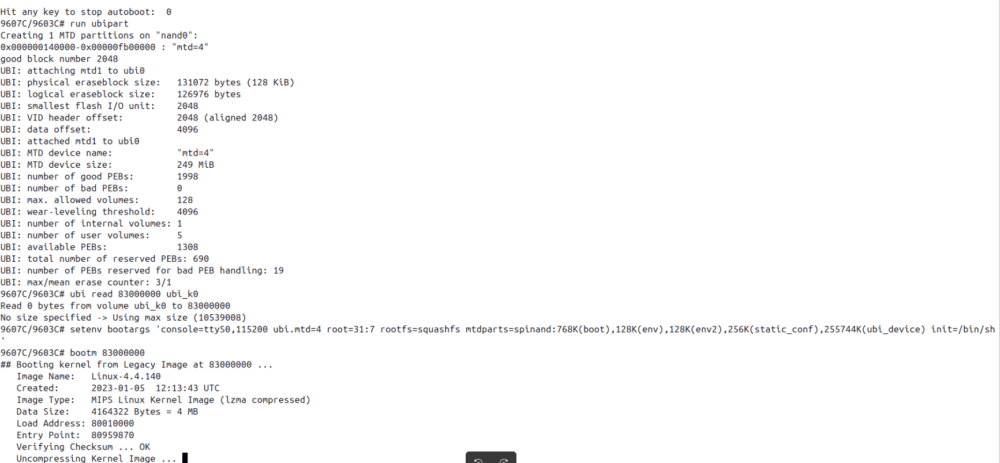 Hit any key to stop autoboot:  0
9607C/9603C# run ubipart
Creating 1 MTD partitions on "nand0":
0x000000140000-0x00000fb00000 : "mtd=4"
good block number 2048
UBI: attaching mtd1 to ubi0
UBI: physical eraseblock size:   131072 bytes (128 KiB)
UBI: logical eraseblock size:    126976 bytes
UBI: smallest flash I/O unit:    2048
UBI: VID header offset:          2048 (aligned 2048)
UBI: data offset:                4096
UBI: attached mtd1 to ubi0
UBI: MTD device name:            "mtd=4"
UBI: MTD device size:            249 MiB
UBI: number of good PEBs:        1998
UBI: number of bad PEBs:         0
UBI: max. allowed volumes:       128
UBI: wear-leveling threshold:    4096
UBI: number of internal volumes: 1
UBI: number of user volumes:     5
UBI: available PEBs:             1308
UBI: total number of reserved PEBs: 690
UBI: number of PEBs reserved for bad PEB handling: 19
UBI: max/mean erase counter: 3/1
9607C/9603C# ubi read 83000000 ubi_k0
Read 0 bytes from volume ubi_k0 to 83000000
No size specified -> Using max size (10539008)
9607C/9603C# setenv bootargs 'console=ttyS0,115200 ubi.mtd=4 root=31:7 rootfs=squashfs mtdparts=spinand:768K(boot),128K(env),128K(env2),256K(static_conf),255744K(ubi_device) init=/bin/sh
'
9607C/9603C# bootm 83000000
## Booting kernel from Legacy Image at 83000000 ...
   Image Name:   Linux-4.4.140
   Created:      2023-01-05  12:13:43 UTC
   Image Type:   MIPS Linux Kernel Image (lzma compressed)
   Data Size:    4164322 Bytes = 4 MB
   Load Address: 80010000
   Entry Point:  80959870
   Verifying Checksum ... OK
   Uncompressing Kernel Image ...